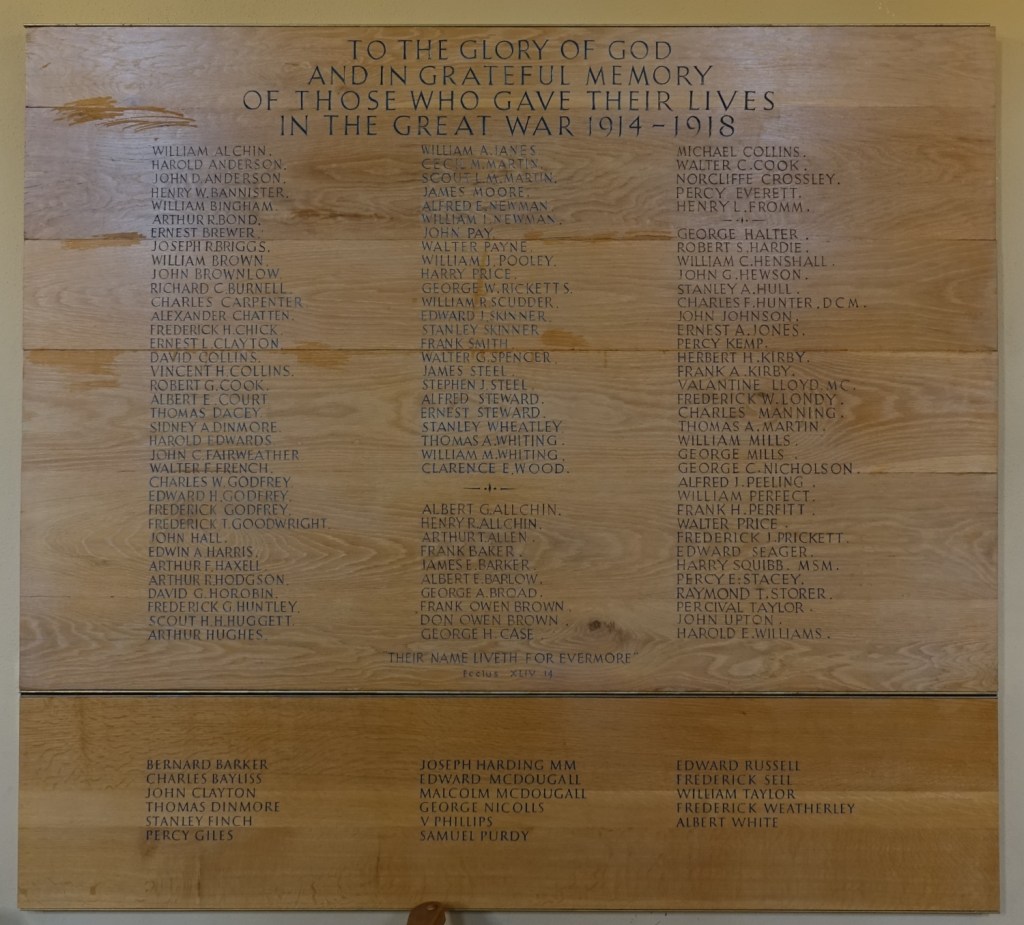 TO THE GLORY OF GOD
AND IN GRATEFUL MEMORY
OF THOSE WHO GAVE THEIR LIVES
IN THE GREAT WAR 1914-1918
WILLIAM ALCHIN.
HAROLD ANDERSON.
JOHN D. ANDERSON.
HENRY W. BANNISTER.
WILLIAM BINGHAM.
ARTHUR R. BOND.
ERNEST BREWER.
JOSEPH R. BRIGGS.
WILLIAM BROWN.
JOHN BROWNLOW.
RICHARD C. BURNELL.
CHARLES CARPENTER
ALEXANDER CHATTEN.
FREDERICK H. CHICK.
ERNEST L. CLAYTON.
DAVID COLLINS.
VINCENT H. COLLINS.
ROBERT G. COOK.
ALBERT E. COURT
THOMAS DACEY
SIDNEY A. DINMORE.
HAROLD EDWARDS
JOHN C. FAIRWEATHER
WALTER F. FRENCH.
CHARLES W. GODFREY.
EDWARD H. GODFREY.
FREDERICK GODFREY.
FREDERICK T. GOODWRIGHT.
JOHN HALL.
EDWIN A. HARRIS.
ARTHUR F. HAXELL
ARTHUR R. HODGSON.
DAVID G. HOROBIN.
FREDERICK G. HUNTLEY.
SCOUT H. H. HUGGETT.
ARTHUR HUGHES.
WILLIAM A. JANES.
CECIL M. MARTIN.
SCOUT L. M. MARTIN.
JAMES MOORE.
ALFRED E. NEWMAN.
WILLIAM J. NEWMAN.
JOHN PAY.
WALTER PAYNE.
WILLIAM J. POOLEY.
HARRY PRICE.
GEORGE W. RICKETTS.
WILLIAM R. SCUDDER.
EDWARD J. SKINNER.
STANLEY SKINNER
FRANK SMITH.
WALTER G. SPENCER.
JAMES STEEL.
STEPHEN J. STEEL.
ALFRED STEWARD.
ERNEST STEWARD.
STANLEY WHEATLEY
THOMAS A. WHITING.
WILLIAM M. WHITING.
CLARENCE E. WOOD.
ALBERT G. ALLCHIN.
HENRY R. ALLCHIN.
ARTHUR T. ALLEN.
FRANK BAKER.
JAMES E. BARKER.
ALBERT E. BARLOW.
GEORGE A. BROAD.
FRANK OWEN BROWN.
DON OWEN BROWN.
GEORGE H. CASE
MICHAEL COLLINS.
WALTER C. COOK.
NORCLIFFE CROSSLEY.
PERCY EVERETT.
HENRY L. FROMM.
GEORGE HALTER.
ROBERT S. HARDIE.
WILLIAM C. HENSHALL.
JOHN G. HEWSON.
STANLEY A. HULL.
CHARLES F. HUNTER, D.C.M.
JOHN JOHNSON.
ERNEST A. JONES.
PERCY KEMP.
HERBERT H. KIRBY.
FRANK A. KIRBY.
VALANTINE LLOYD, M.C.
FREDERICK W. LONDY.
CHARLES MANNING.
THOMAS A. MARTIN.
WILLIAM MILLS.
GEORGE MILLS.
GEORGE C. NICHOLSON.
ALFRED J. PEELING.
WILLIAM PERFECT.
FRANK H. PERFITT.
WALTER PRICE.
FREDERICK J. PRICKETT.
EDWARD SEAGER.
HARRY SQUIBB. MSM.
PERCY E. STACEY.
RAYMOND T. STORER.
PERCIVAL TAYLOR.
JOHN UPTON.
HAROLD E. WILLIAMS.
"THEIR NAME LIVETH FOR EVERMORE"
Ecclus XLIV 14
BERNARD BARKER
CHARLES BAYLISS
JOHN CLAYTON
THOMAS DINMORE
STANLEY FINCH
PERCY GILES
JOSEPH HARDING MM
EDWARD MCDOUGALL
MALCOLM MCDOUGALL
GEORGE NICOLLS
V PHILLIPS
SAMUEL PURDY
EDWARD RUSSELL
FREDERICK SELL
WILLIAM TAYLOR
FREDERICK WEATHERLEY
ALBERT WHITE